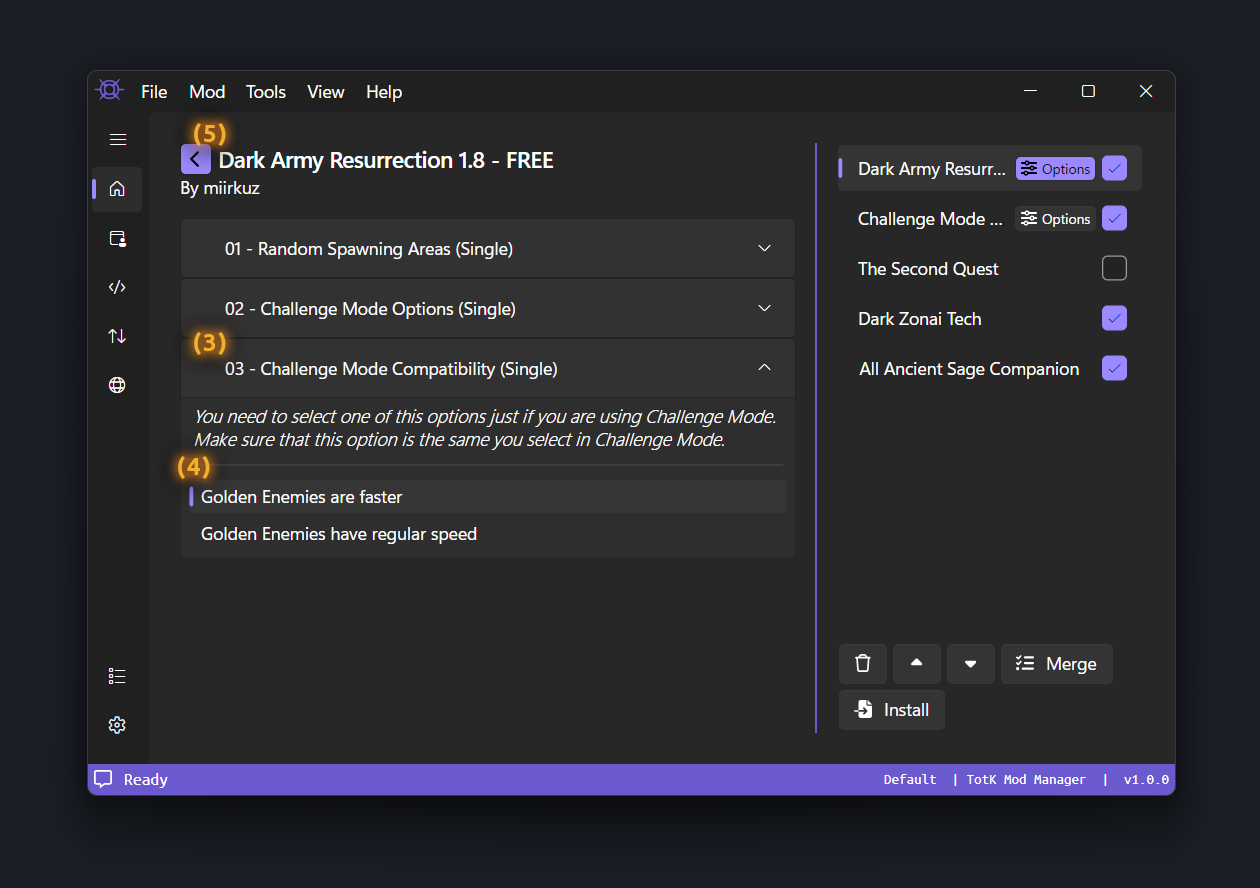 File Mod Tools View Help
(5)
Dark Army Resurrection 1.8 - FREE
By miirkuz
01 - Random Spawning Areas (Single)
02 - Challenge Mode Options (Single)
(3)
03 - Challenge Mode Compatibility (Single)
You need to select one of this options just if you are using Challenge Mode.
Make sure that this option is the same you select in Challenge Mode.
(4)
Golden Enemies are faster
Golden Enemies have regular speed
Dark Army Resurr... Options
Challenge Mode ... Options
The Second Quest
Dark Zonai Tech
All Ancient Sage Companion
Merge
Install
Ready
Default | TotK Mod Manager | v1.0.0